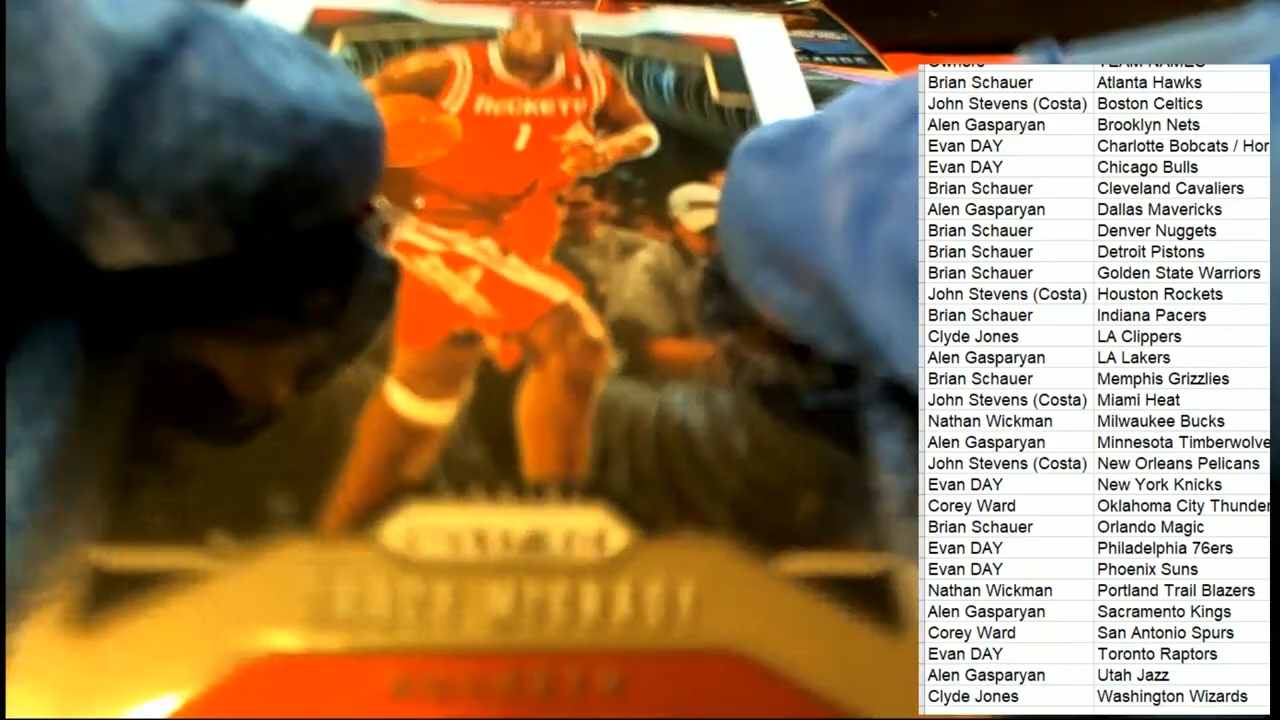 ROCKETS
1
Owners TEAM NAMES
Brian Schauer Atlanta Hawks
John Stevens (Costa) Boston Celtics
Alen Gasparyan Brooklyn Nets
Evan DAY Charlotte Bobcats / Hor
Evan DAY Chicago Bulls
Brian Schauer Cleveland Cavaliers
Alen Gasparyan Dallas Mavericks
Brian Schauer Denver Nuggets
Brian Schauer Detroit Pistons
Brian Schauer Golden State Warriors
John Stevens (Costa) Houston Rockets
Brian Schauer Indiana Pacers
Clyde Jones LA Clippers
Alen Gasparyan LA Lakers
Brian Schauer Memphis Grizzlies
John Stevens (Costa) Miami Heat
Nathan Wickman Milwaukee Bucks
Alen Gasparyan Minnesota Timberwolve
John Stevens (Costa) New Orleans Pelicans
Evan DAY New York Knicks
Corey Ward Oklahoma City Thunder
Brian Schauer Orlando Magic
Evan DAY Philadelphia 76ers
Evan DAY Phoenix Suns
Nathan Wickman Portland Trail Blazers
Alen Gasparyan Sacramento Kings
Corey Ward San Antonio Spurs
Evan DAY Toronto Raptors
Alen Gasparyan Utah Jazz
Clyde Jones Washington Wizards